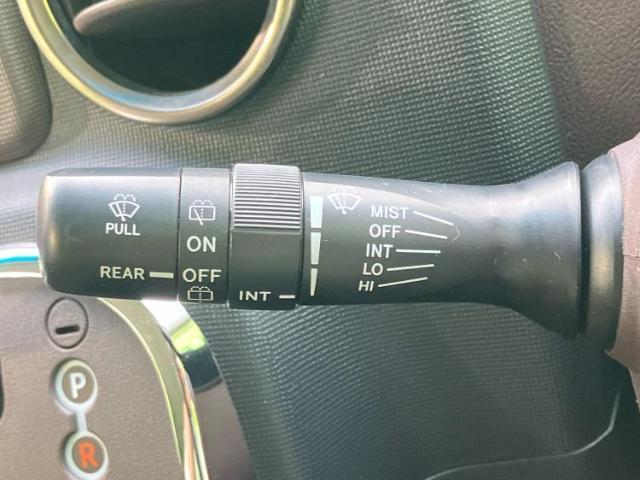 PULL
REAR
ON
OFF
INT
MIST
OFF
INT
LO
HI
P
R